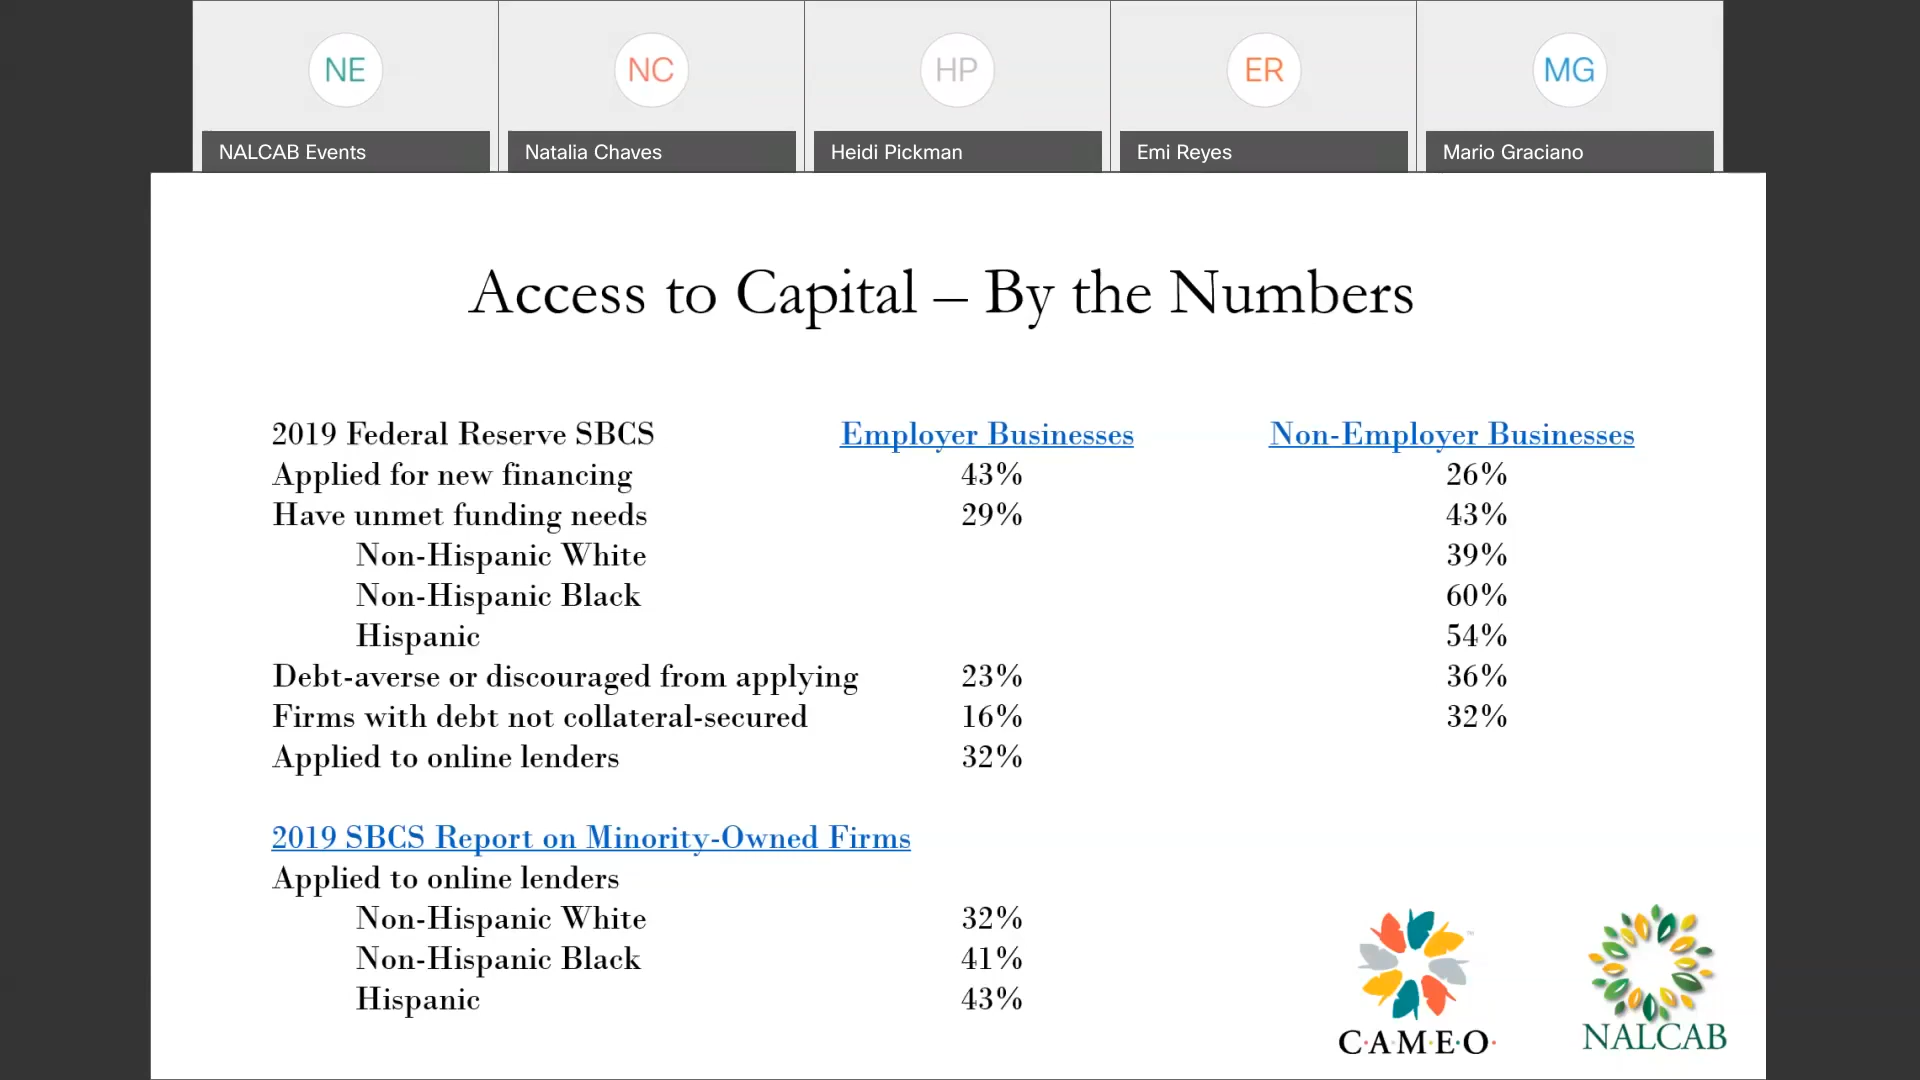 NE NC HP ER MG
NALCAB Events Natalia Chaves Heidi Pickman Emi Reyes Mario Graciano
Access to Capital – By the Numbers
2019 Federal Reserve SBCS Employer Businesses Non-Employer Businesses
Applied for new financing 43% 26%
Have unmet funding needs 29% 43%
Non-Hispanic White 39%
Non-Hispanic Black 60%
Hispanic 54%
Debt-averse or discouraged from applying 23% 36%
Firms with debt not collateral-secured 16% 32%
Applied to online lenders 32%
2019 SBCS Report on Minority-Owned Firms
Applied to online lenders
Non-Hispanic White 32%
Non-Hispanic Black 41%
Hispanic 43%
™
C·A·M·E·O· NALCAB